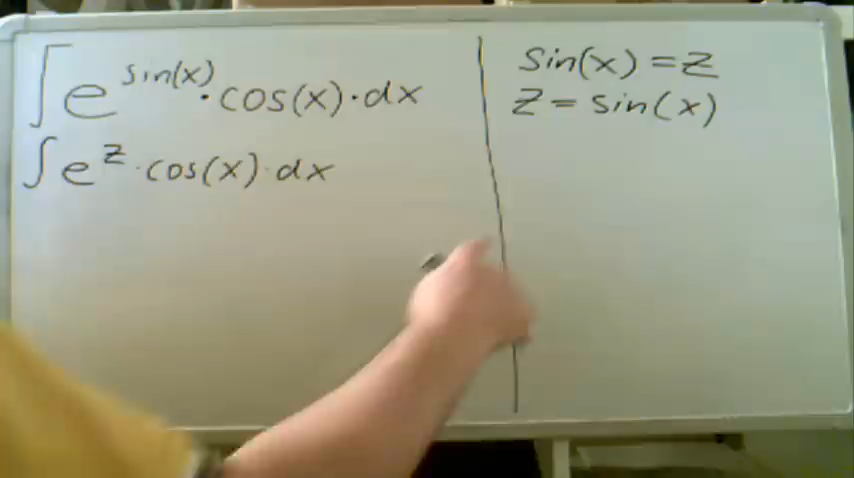 ∫e^sin(x)·cos(x)·dx
∫e^z·cos(x)·dx
sin(x)=z
z=sin(x)